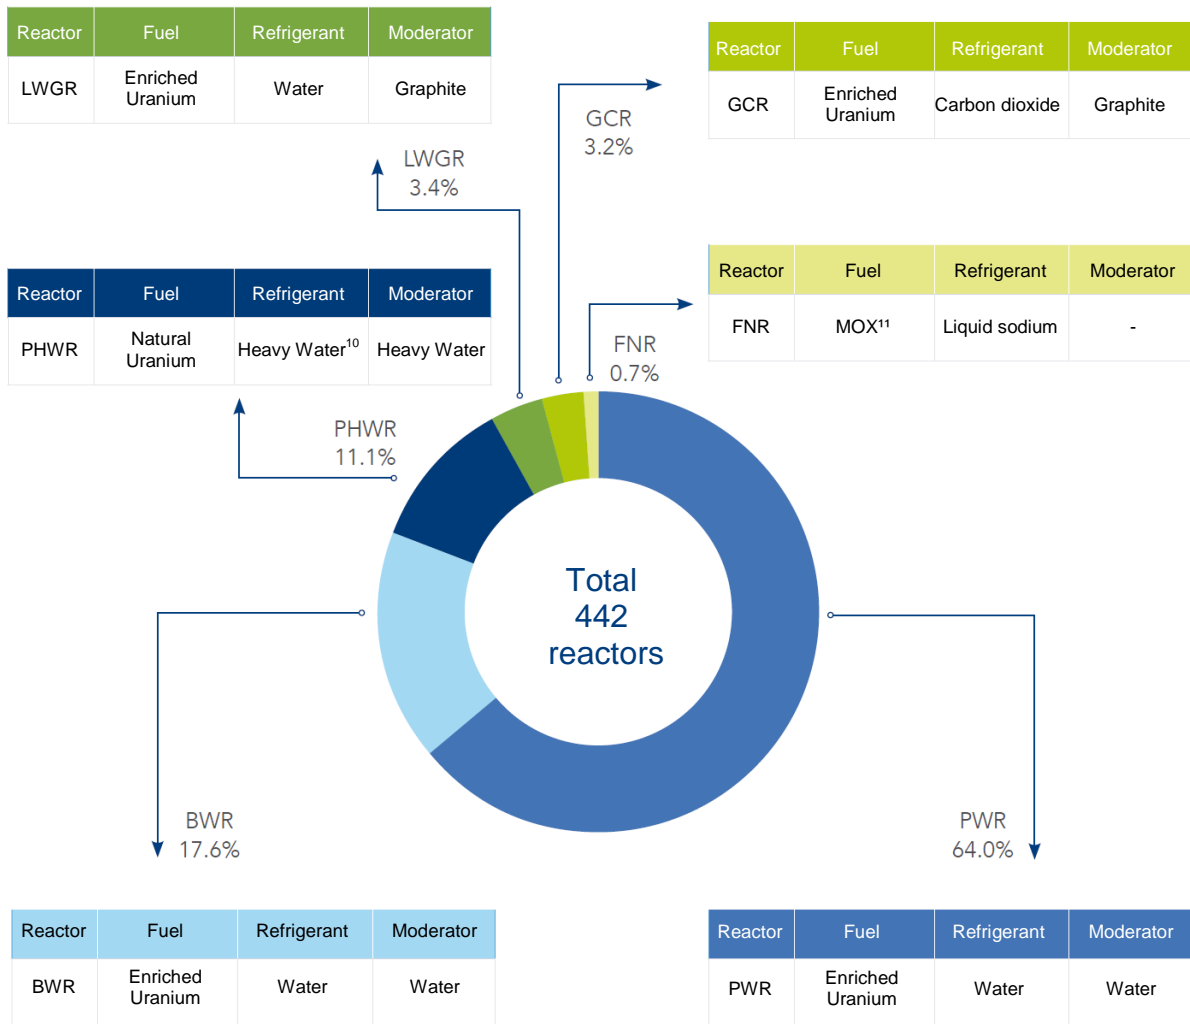 Reactor Fuel Refrigerant Moderator
LWGR Enriched Uranium Water Graphite
Reactor Fuel Refrigerant Moderator
GCR Enriched Uranium Carbon dioxide Graphite
GCR
3.2%
LWGR
3.4%
Reactor Fuel Refrigerant Moderator
PHWR Natural Uranium Heavy Water¹⁰ Heavy Water
Reactor Fuel Refrigerant Moderator
FNR MOX¹¹ Liquid sodium -
FNR
0.7%
PHWR
11.1%
Total
442
reactors
BWR
17.6%
PWR
64.0%
Reactor Fuel Refrigerant Moderator
BWR Enriched Uranium Water Water
Reactor Fuel Refrigerant Moderator
PWR Enriched Uranium Water Water